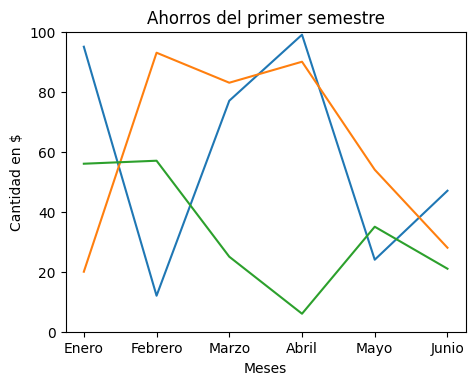 Ahorros del primer semestre
Cantidad en $
100
80
60
40
20
0
Enero Febrero Marzo Abril Mayo Junio
Meses